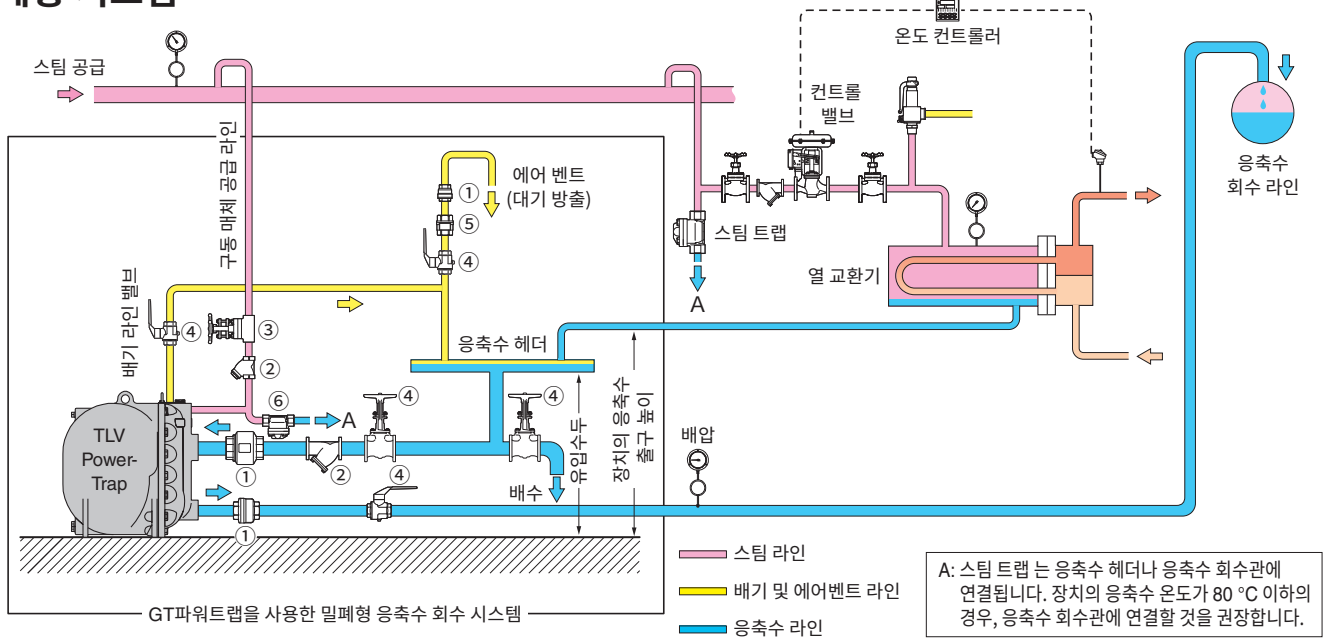 스팀 공급
온도 컨트롤러
컨트롤
밸브
응축수
회수 라인
구동 매체 공급 라인
에어 벤트
(대기 방출)
①
⑤
④
스팀 트랩
A
열 교환기
배기 라인 밸브
④
③
②
응축수 헤더
⑥
A
④
④
TLV
Power-
Trap
①
②
④
①
배수
유입수두
장치의 응축수
출구 높이
배압
스팀 라인
배기 및 에어벤트 라인
응축수 라인
GT파워트랩을 사용한 밀폐형 응축수 회수 시스템
A: 스팀 트랩 는 응축수 헤더나 응축수 회수관에
연결됩니다. 장치의 응축수 온도가 80 °C 이하의
경우, 응축수 회수관에 연결할 것을 권장합니다.